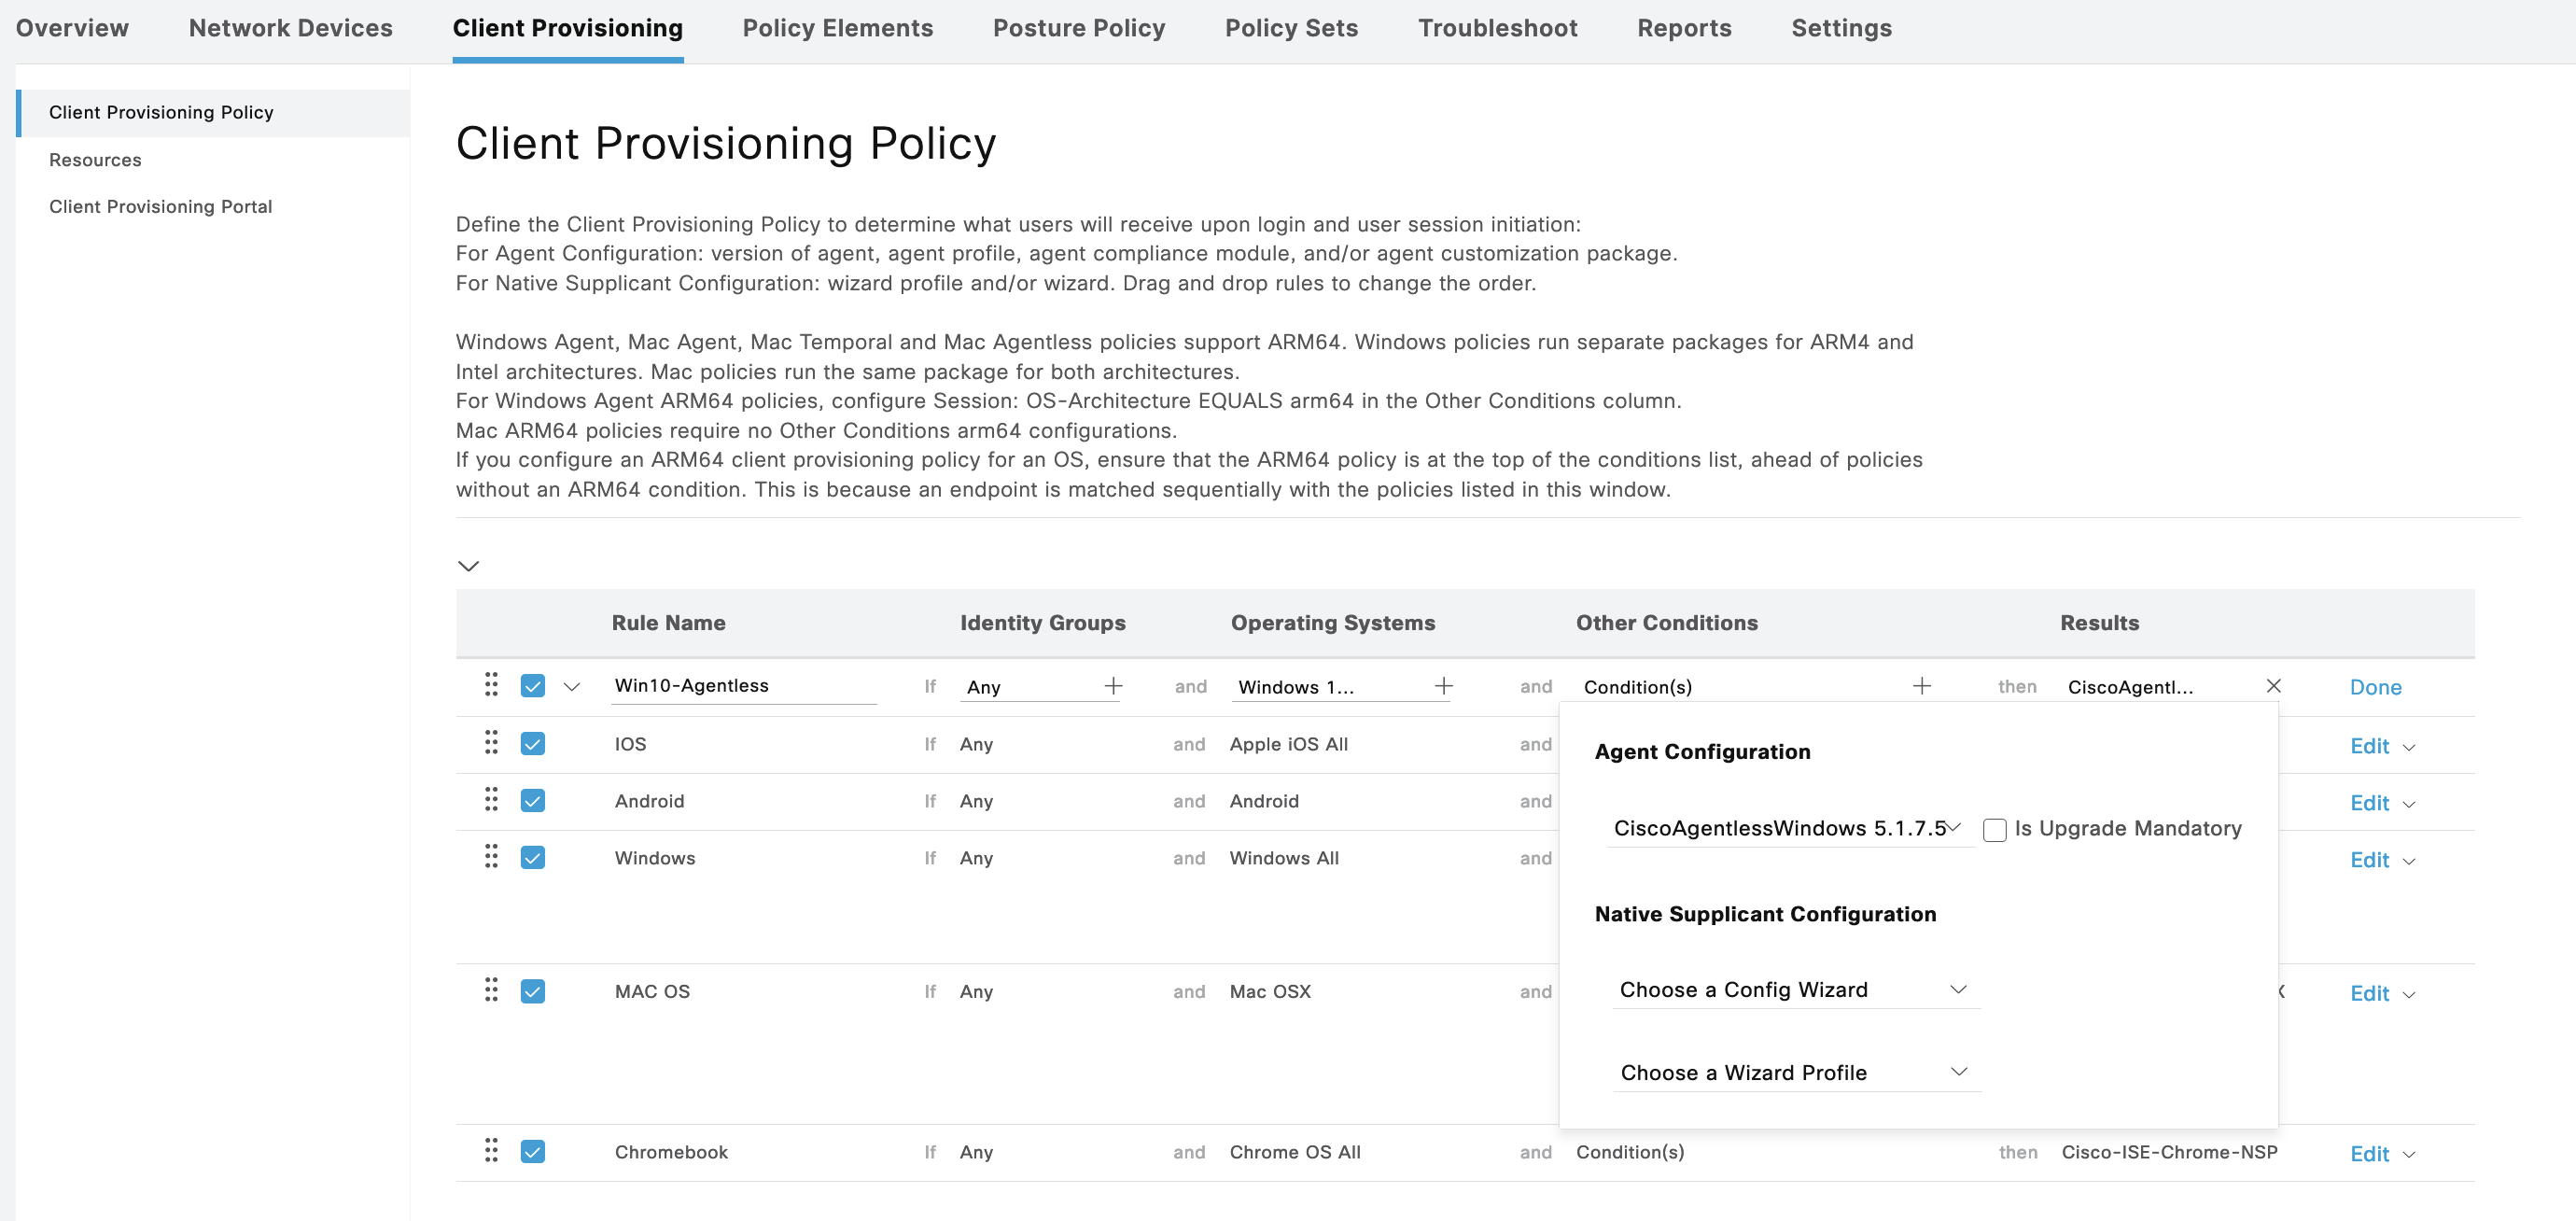 Overview Network Devices Client Provisioning Policy Elements Posture Policy Policy Sets Troubleshoot Reports Settings
Client Provisioning Policy
Resources
Client Provisioning Portal
Client Provisioning Policy
Define the Client Provisioning Policy to determine what users will receive upon login and user session initiation:
For Agent Configuration: version of agent, agent profile, agent compliance module, and/or agent customization package.
For Native Supplicant Configuration: wizard profile and/or wizard. Drag and drop rules to change the order.
Windows Agent, Mac Agent, Mac Temporal and Mac Agentless policies support ARM64. Windows policies run separate packages for ARM4 and
Intel architectures. Mac policies run the same package for both architectures.
For Windows Agent ARM64 policies, configure Session: OS-Architecture EQUALS arm64 in the Other Conditions column.
Mac ARM64 policies require no Other Conditions arm64 configurations.
If you configure an ARM64 client provisioning policy for an OS, ensure that the ARM64 policy is at the top of the conditions list, ahead of policies
without an ARM64 condition. This is because an endpoint is matched sequentially with the policies listed in this window.
Rule Name Identity Groups Operating Systems Other Conditions Results
Win10-Agentless If Any and Windows 1... and Condition(s) then CiscoAgentl... Done
IOS If Any and Apple iOS All and Edit
Android If Any and Android and Edit
Windows If Any and Windows All and Edit
MAC OS If Any and Mac OSX and Edit
Agent Configuration
CiscoAgentlessWindows 5.1.7.5 Is Upgrade Mandatory
Native Supplicant Configuration
Choose a Config Wizard
Choose a Wizard Profile
Chromebook If Any and Chrome OS All and Condition(s) then Cisco-ISE-Chrome-NSP Edit